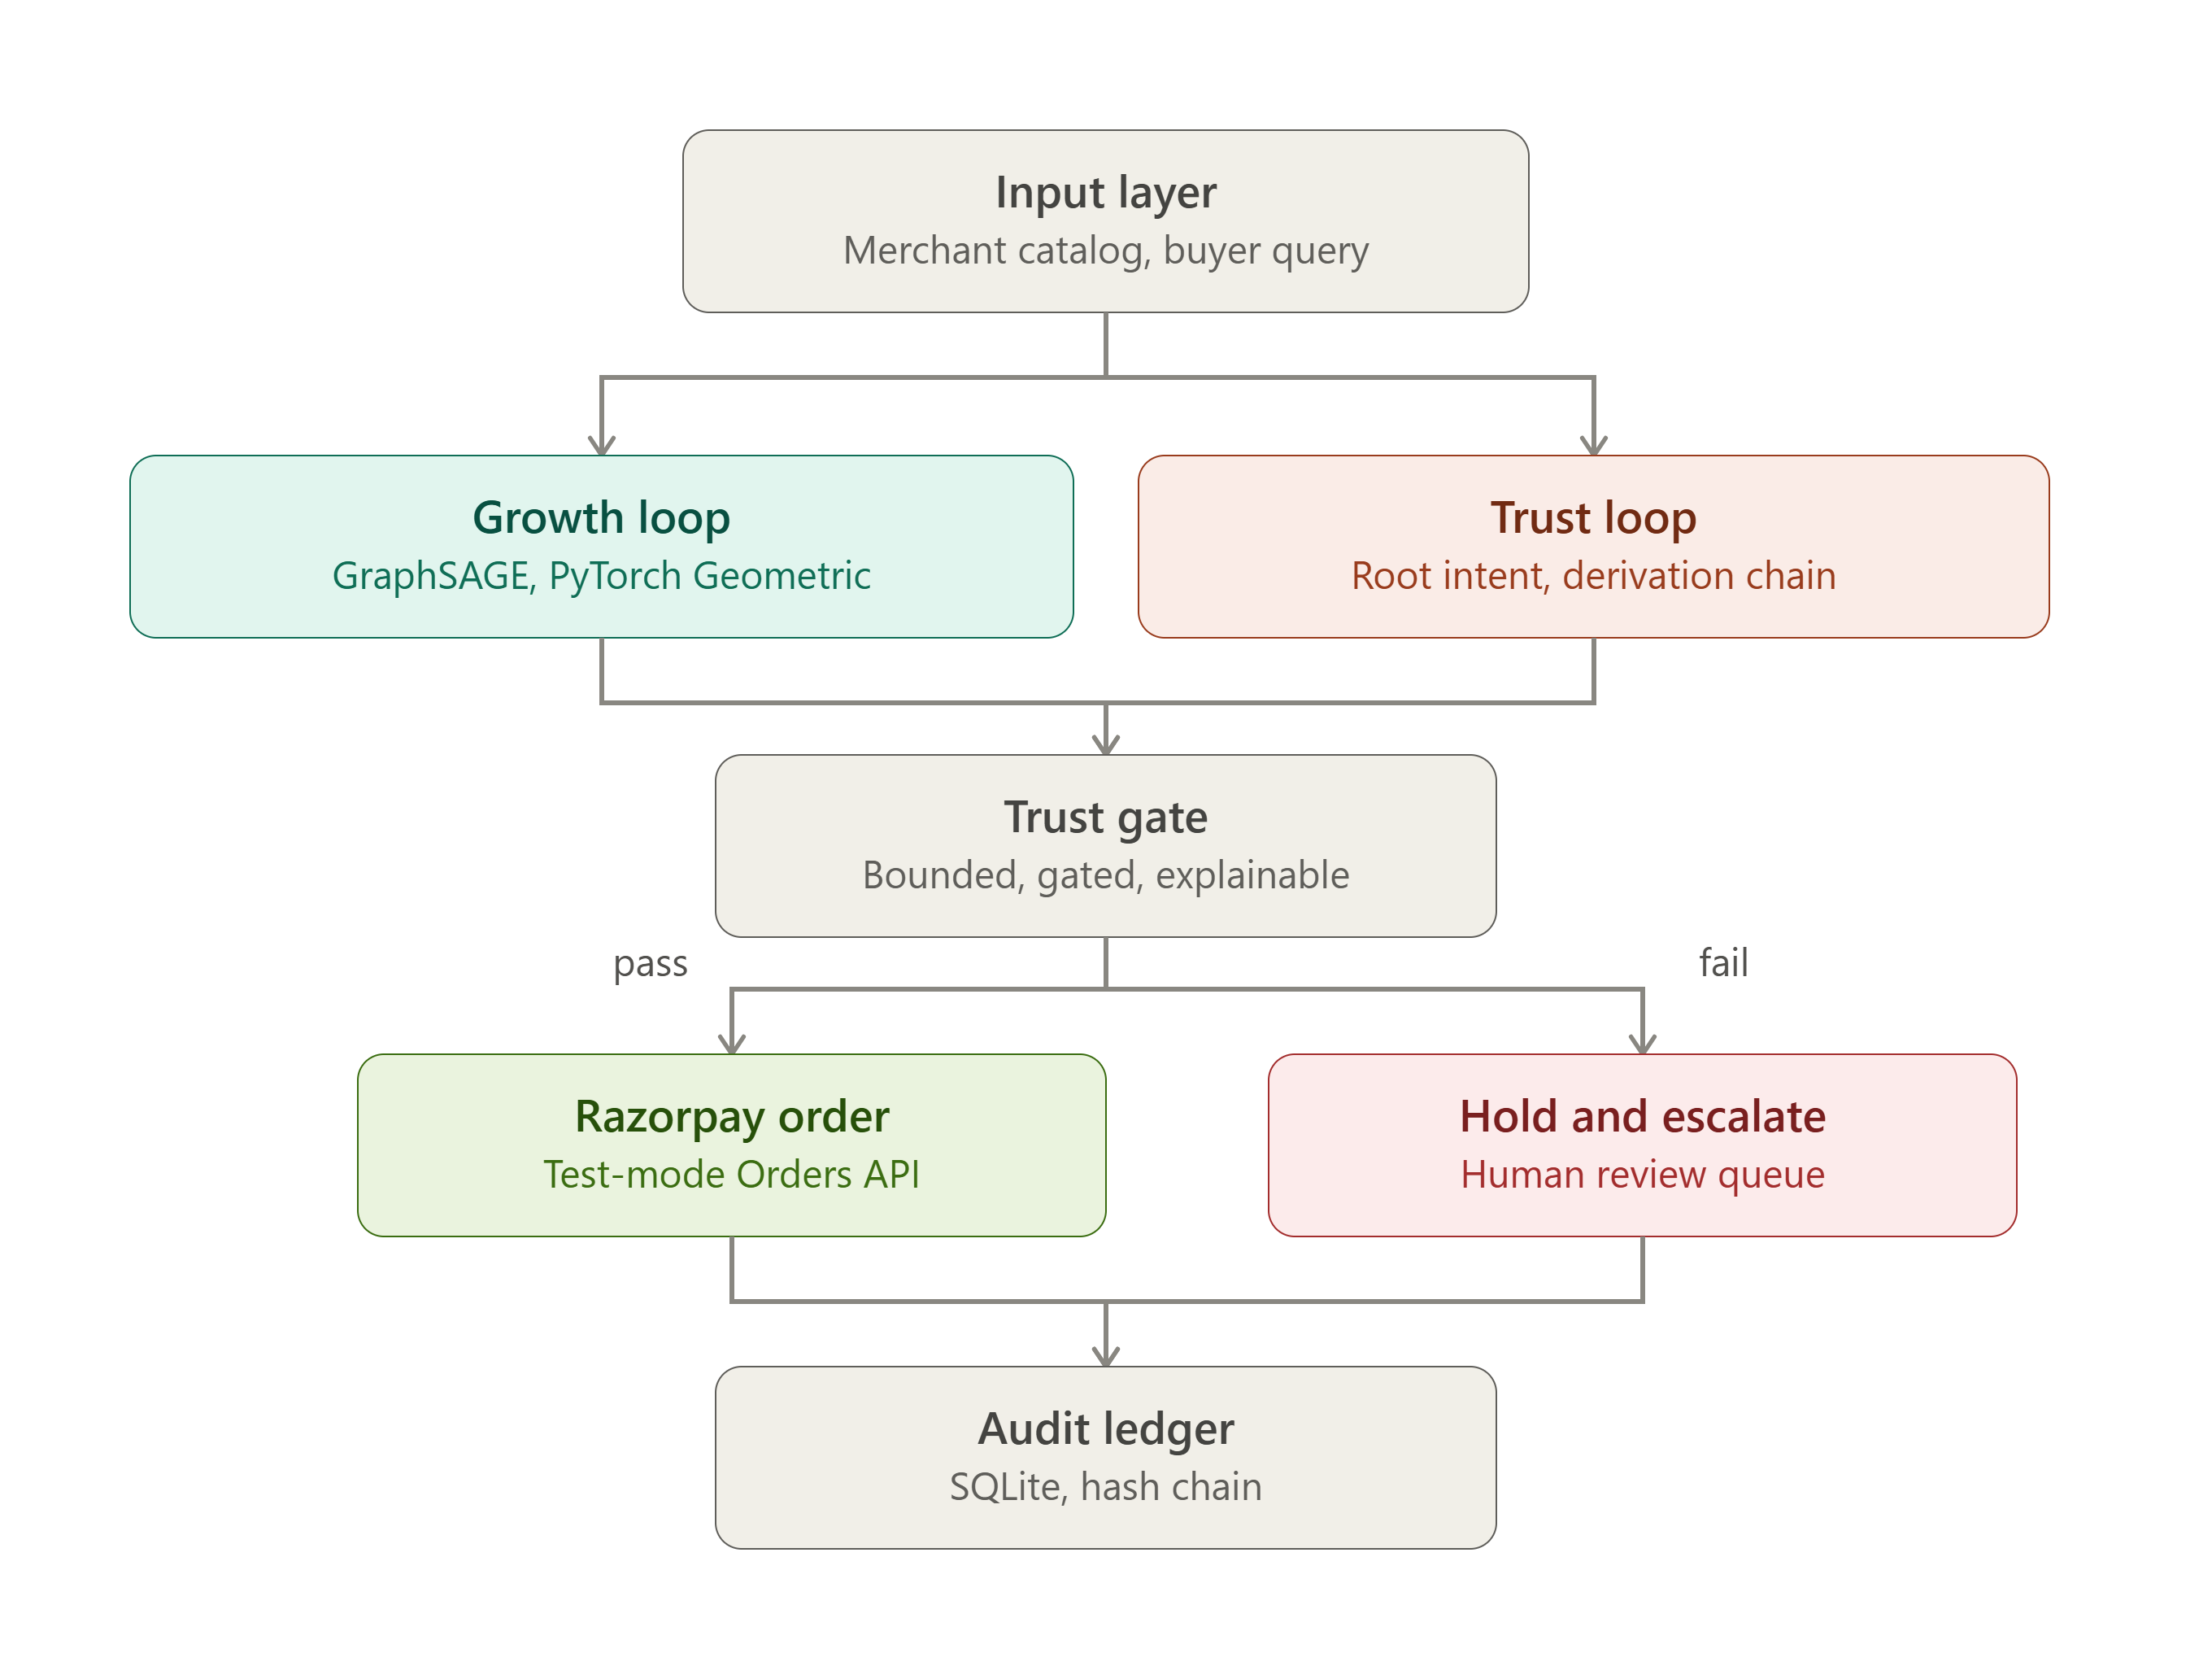 Input layer
Merchant catalog, buyer query
Growth loop
GraphSAGE, PyTorch Geometric
Trust loop
Root intent, derivation chain
Trust gate
Bounded, gated, explainable
pass
fail
Razorpay order
Test-mode Orders API
Hold and escalate
Human review queue
Audit ledger
SQLite, hash chain